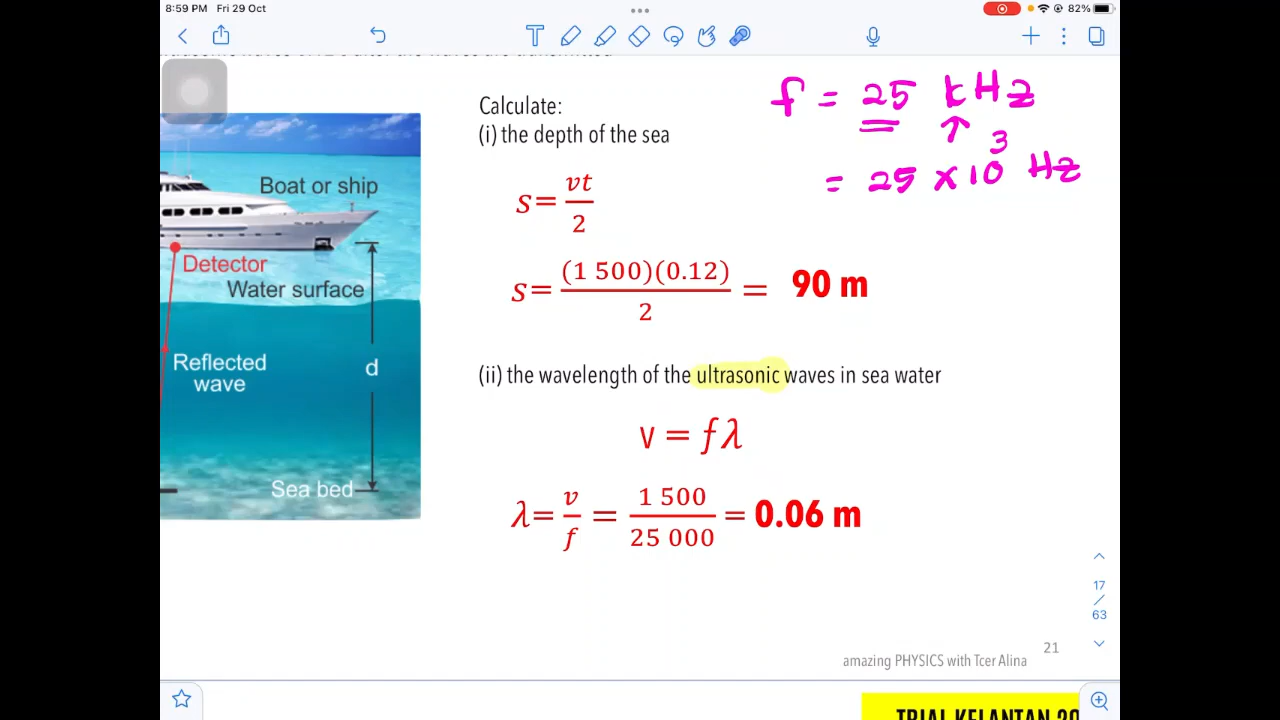 8:59 PM Fri 29 Oct
82%
Calculate:
(i) the depth of the sea
f = 25 kHz
= 25 × 10³ Hz
s = vt/2
s = (1 500)(0.12)/2 = 90 m
Boat or ship
Detector
Water surface
Reflected
wave
d
Sea bed
(ii) the wavelength of the ultrasonic waves in sea water
v = fλ
λ = v/f = 1 500/25 000 = 0.06 m
17
/
63
21
amazing PHYSICS with Tcer Alina